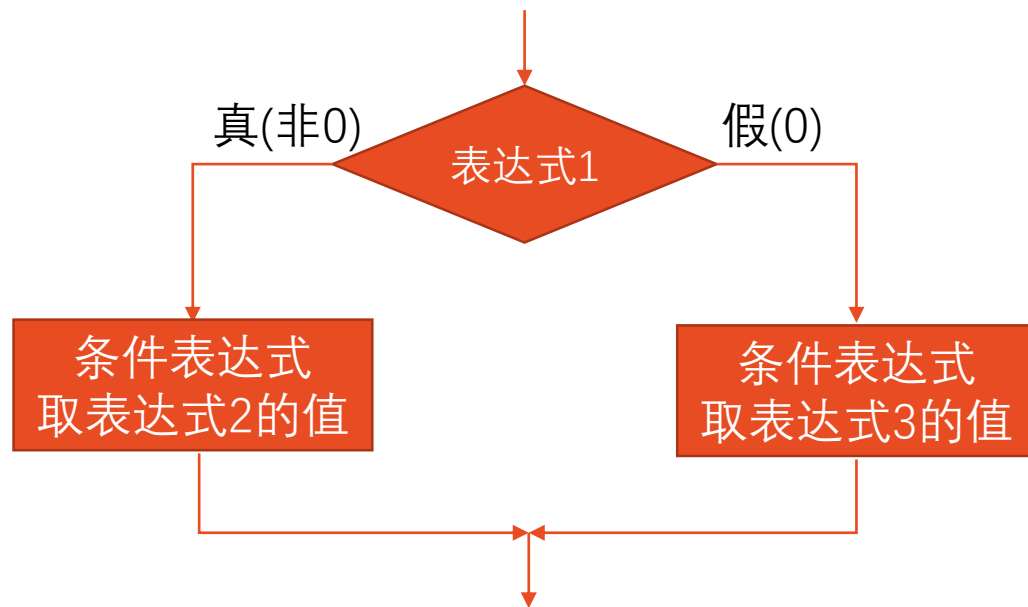 真(非0)
假(0)
表达式1
条件表达式
取表达式2的值
条件表达式
取表达式3的值